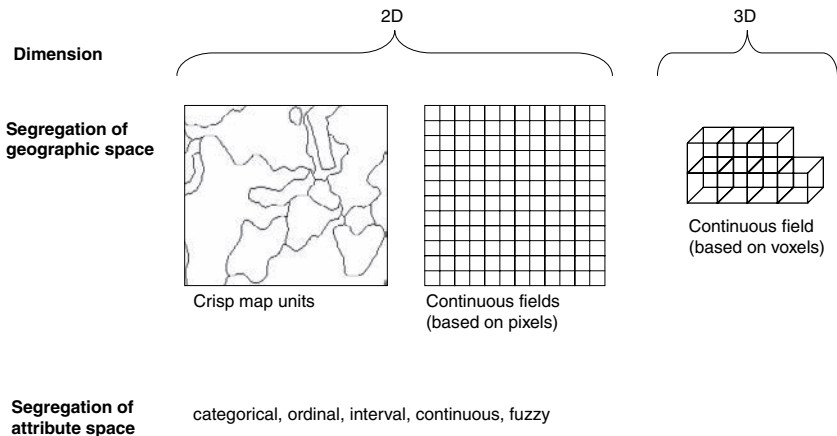 2D
3D
Dimension
Segregation of
geographic space
Crisp map units
Continuous fields
(based on pixels)
Continuous field
(based on voxels)
Segregation of
attribute space
categorical, ordinal, interval, continuous, fuzzy